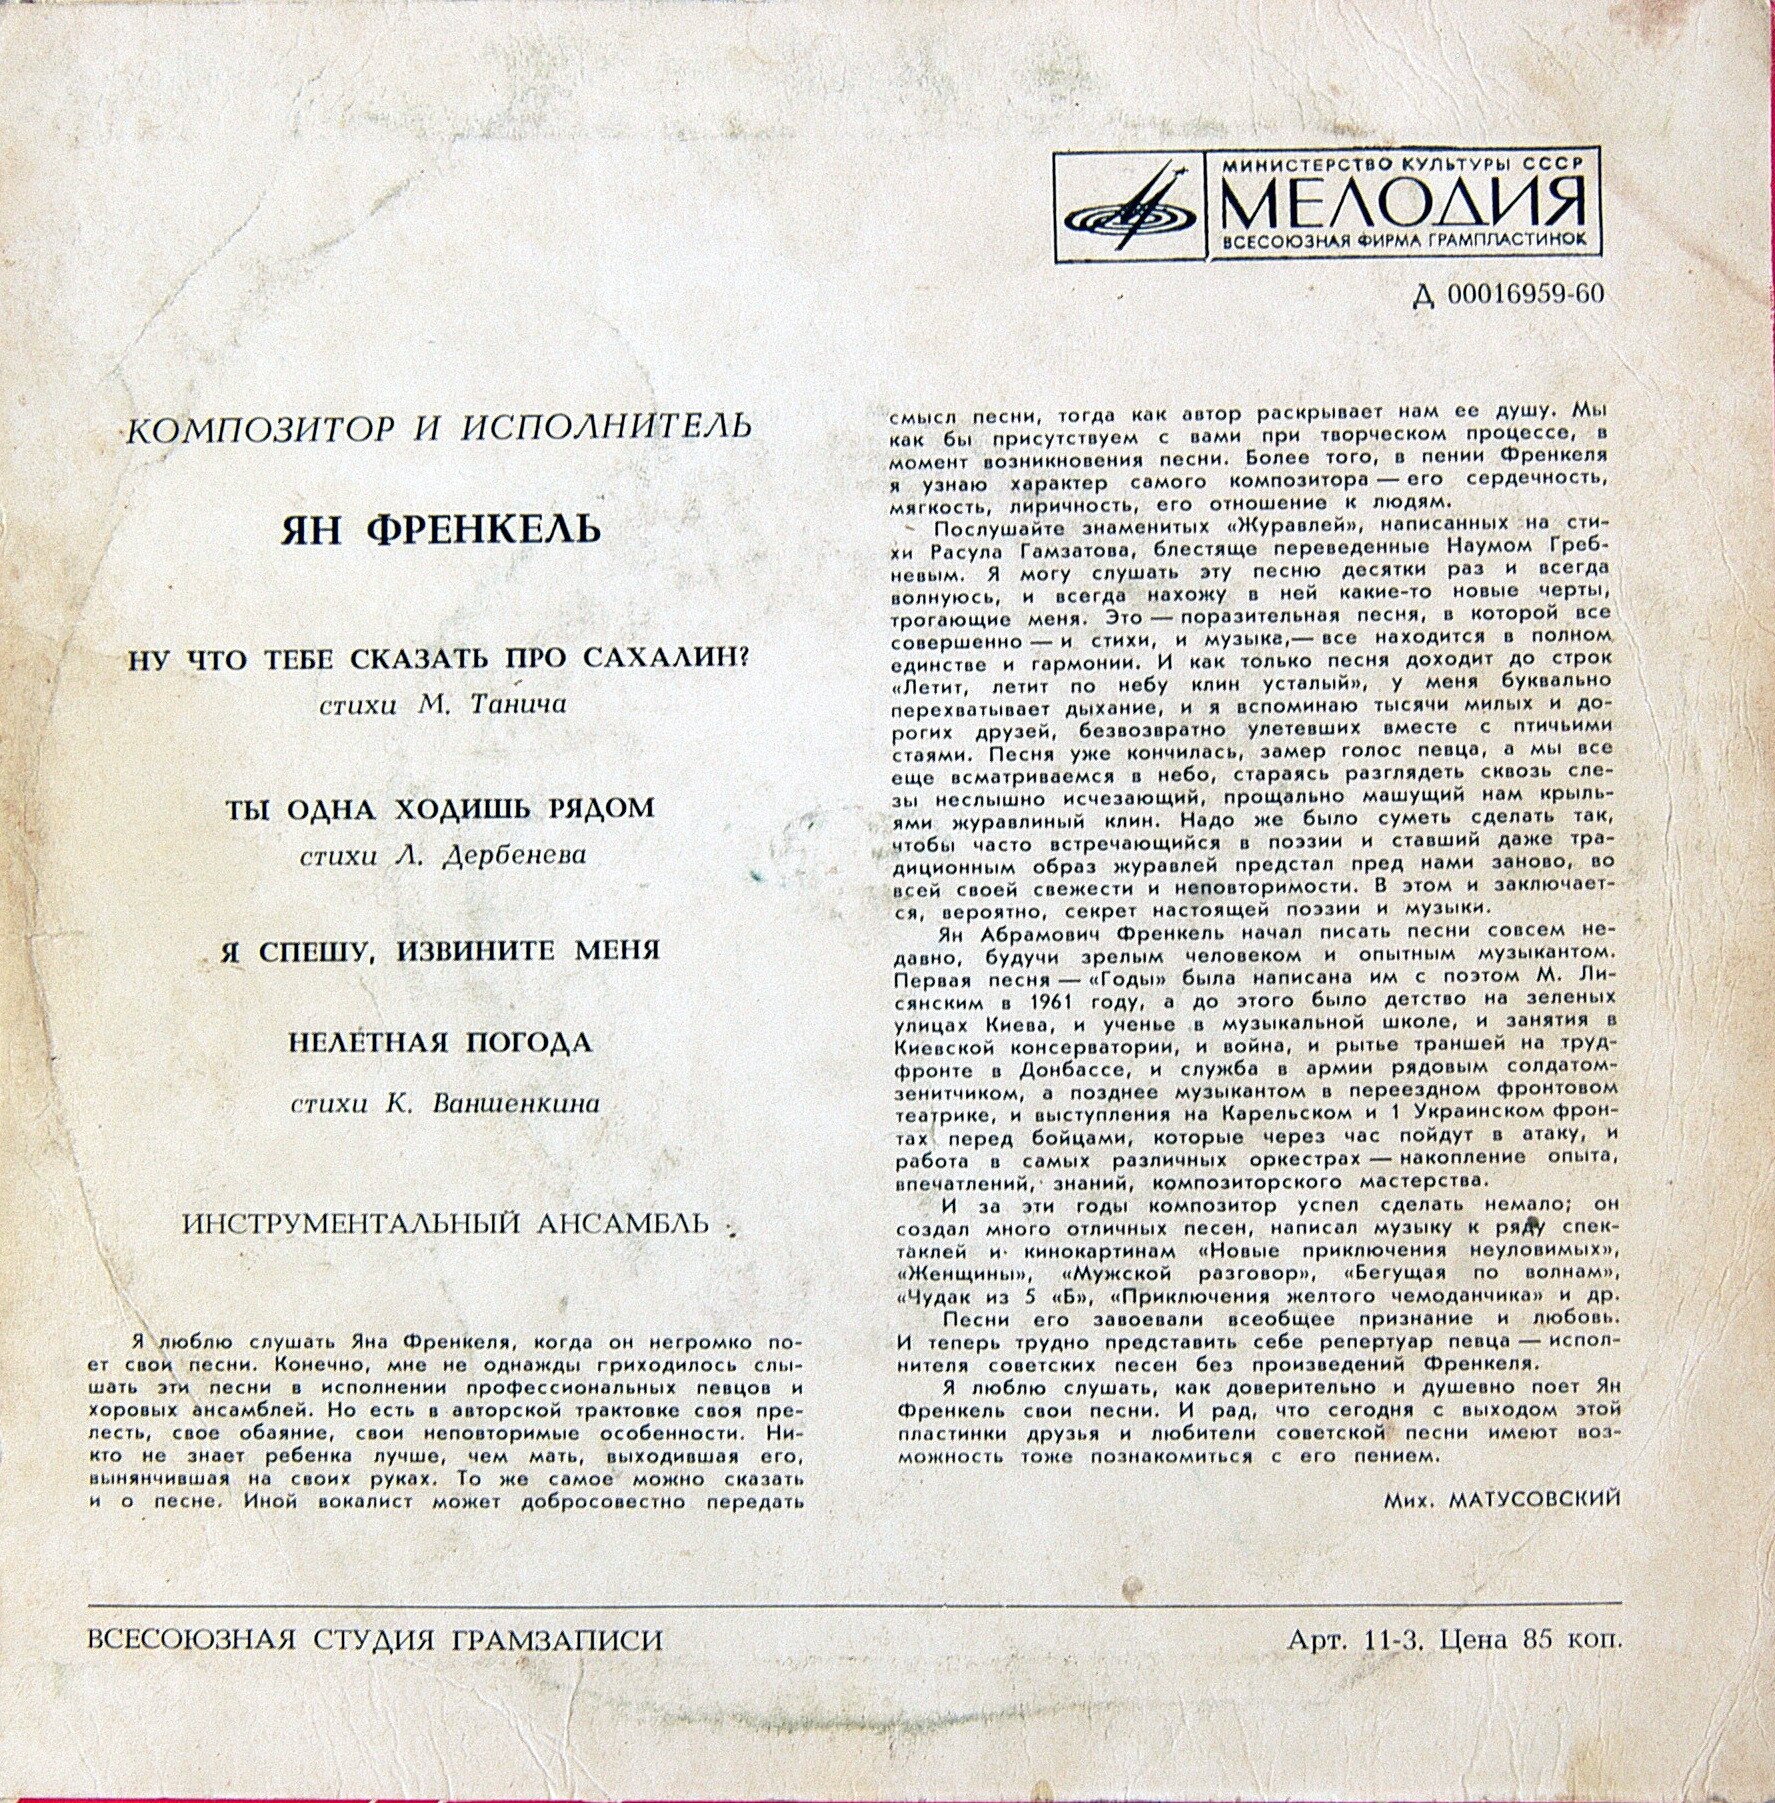 МИНИСТЕРСТВО КУЛЬТУРЫ СССР
МЕЛОДИЯ
ВСЕСОЮЗНАЯ ФИРМА ГРАМПЛАСТИНОК
Д 00016959-60
КОМПОЗИТОР И ИСПОЛНИТЕЛЬ
ЯН ФРЕНКЕЛЬ
НУ ЧТО ТЕБЕ СКАЗАТЬ ПРО САХАЛИН?
стихи М. Танича
ТЫ ОДНА ХОДИШЬ РЯДОМ
стихи Л. Дербенева
Я СПЕШУ, ИЗВИНИТЕ МЕНЯ
НЕЛЕТНАЯ ПОГОДА
стихи К. Ваншенкина
ИНСТРУМЕНТАЛЬНЫЙ АНСАМБЛЬ
Я люблю слушать Яна Френкеля, когда он негромко по-
ет свои песни. Конечно, мне не однажды гриходилось слы-
шать эти песни в исполнении профессиональных певцов и
хоровых ансамблей. Но есть в авторской трактовке своя пре-
лесть, свое обаяние, свои неповторимые особенности. Ни-
кто не знает ребенка лучше, чем мать, выходившая его,
вынянчившая на своих руках. То же самое можно сказать
и о песне. Иной вокалист может добросовестно передать
смысл песни, тогда как автор раскрывает нам ее душу. Мы
как бы присутствуем с вами при творческом процессе, в
момент возникновения песни. Более того, в пении Френкеля
я узнаю характер самого композитора — его сердечность,
мягкость, лиричность, его отношение к людям.
Послушайте знаменитых «Журавлей», написанных на сти-
хи Расула Гамзатова, блестяще переведенные Наумом Греб-
невым. Я могу слушать эту песню десятки раз и всегда
волнуюсь, и всегда нахожу в ней какие-то новые черты,
трогающие меня. Это — поразительная песня, в которой все
совершенно — и стихи, и музыка,— все находится в полном
единстве и гармонии. И как только песня доходит до строк
«Летит, летит по небу клин усталый», у меня буквально
перехватывает дыхание, и я вспоминаю тысячи милых и до-
рогих друзей, безвозвратно улетевших вместе с птичьими
стаями. Песня уже кончилась, замер голос певца, а мы все
еще всматриваемся в небо, стараясь разглядеть сквозь сле-
зы неслышно исчезающий, прощально машущий нам крыль-
ями журавлиный клин. Надо же было суметь сделать так,
чтобы часто встречающийся в поэзии и ставший даже тра-
диционным образ журавлей предстал пред нами заново, во
всей своей свежести и неповторимости. В этом и заключает-
ся, вероятно, секрет настоящей поэзии и музыки.
Ян Абрамович Френкель начал писать песни совсем не-
давно, будучи зрелым человеком и опытным музыкантом.
Первая песня — «Годы» была написана им с поэтом М. Ли-
сянским в 1961 году, а до этого было детство на зеленых
улицах Киева, и ученье в музыкальной школе, и занятия в
Киевской консерватории, и война, и рытье траншей на труд-
фронте в Донбассе, и служба в армии рядовым солдатом-
зенитчиком, а позднее музыкантом в переездном фронтовом
театрике, и выступления на Карельском и 1 Украинском фрон-
тах перед бойцами, которые через час пойдут в атаку, и
работа в самых различных оркестрах — накопление опыта,
впечатлений, знаний, композиторского мастерства.
И за эти годы композитор успел сделать немало; он
создал много отличных песен, написал музыку к ряду спек-
таклей и кинокартинам «Новые приключения неуловимых»,
«Женщины», «Мужской разговор», «Бегущая по волнам»,
«Чудак из 5 «Б», «Приключения желтого чемоданчика» и др.
Песни его завоевали всеобщее признание и любовь.
И теперь трудно представить себе репертуар певца — испол-
нителя советских песен без произведений Френкеля.
Я люблю слушать, как доверительно и душевно поет Ян
Френкель свои песни. И рад, что сегодня с выходом этой
пластинки друзья и любители советской песни имеют воз-
можность тоже познакомиться с его пением.
Мих. МАТУСОВСКИЙ
ВСЕСОЮЗНАЯ СТУДИЯ ГРАМЗАПИСИ
Арт. 11-3. Цена 85 коп.